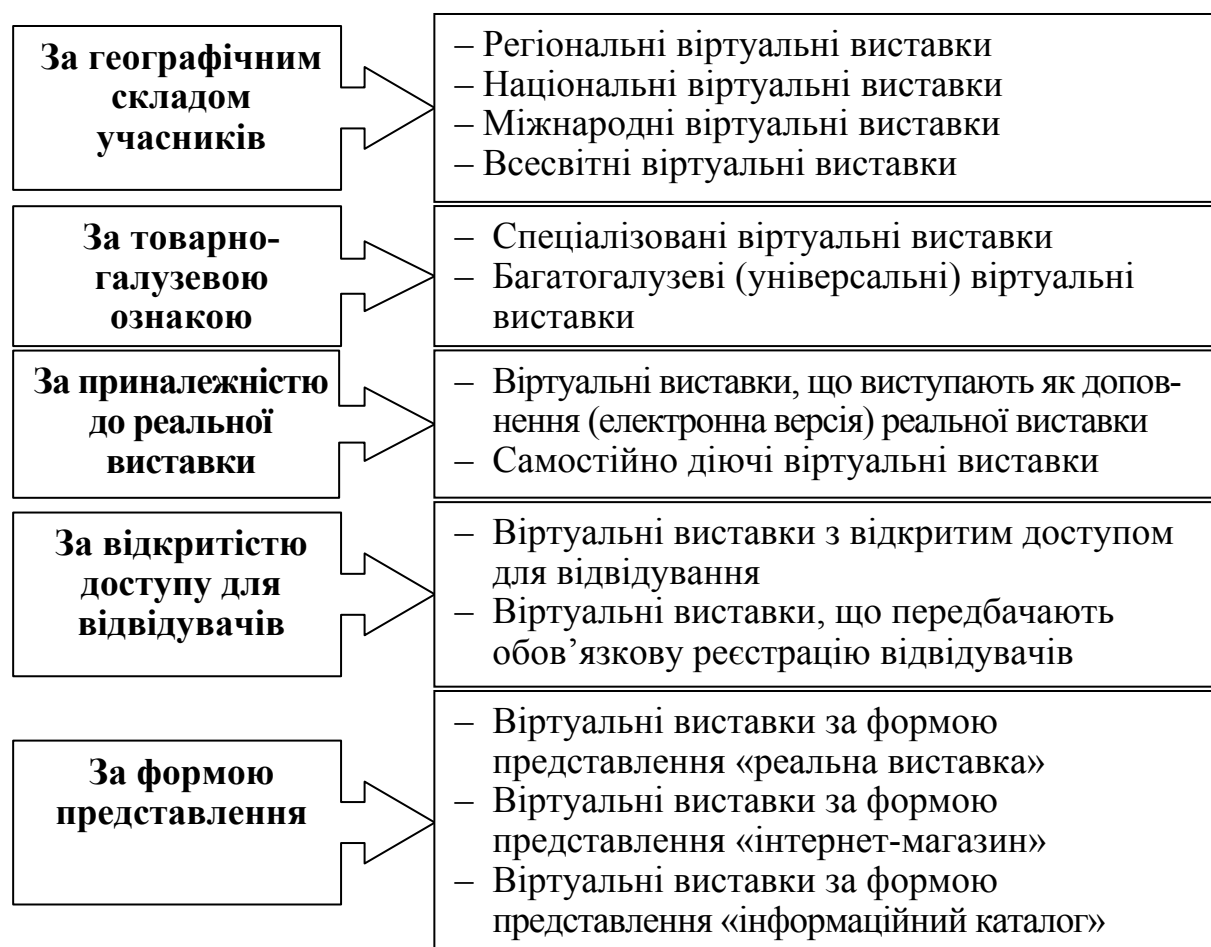 За географічним
складом
учасників
– Регіональні віртуальні виставки
– Національні віртуальні виставки
– Міжнародні віртуальні виставки
– Всесвітні віртуальні виставки
За товарно-
галузевою
ознакою
– Спеціалізовані віртуальні виставки
– Багатогалузеві (універсальні) віртуальні
виставки
За приналежністю
до реальної
виставки
– Віртуальні виставки, що виступають як допов-
нення (електронна версія) реальної виставки
– Самостійно діючі віртуальні виставки
За відкритістю
доступу для
відвідувачів
– Віртуальні виставки з відкритим доступом
для відвідування
– Віртуальні виставки, що передбачають
обов’язкову реєстрацію відвідувачів
За формою
представлення
– Віртуальні виставки за формою
представлення «реальна виставка»
– Віртуальні виставки за формою
представлення «інтернет-магазин»
– Віртуальні виставки за формою
представлення «інформаційний каталог»